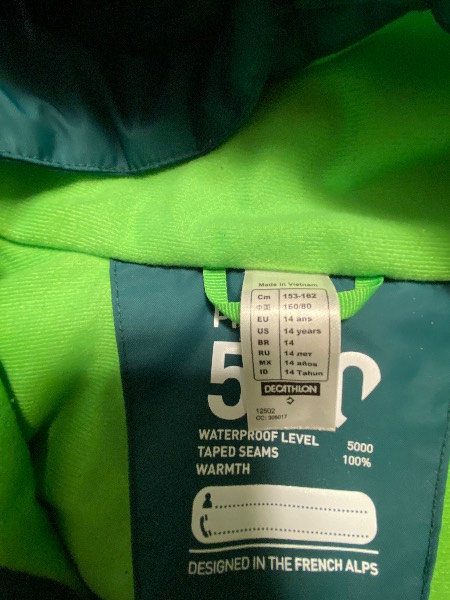 Made in Vietnam.
Cm 153-162
中国 160/80
EU 14 ans
US 14 years
BR 14
RU 14 лет
MX 14 años
ID 14 Tahun
DECATHLON
12502
WATERPROOF LEVEL 5000
TAPED SEAMS 100%
WARMTH
DESIGNED IN THE FRENCH ALPS